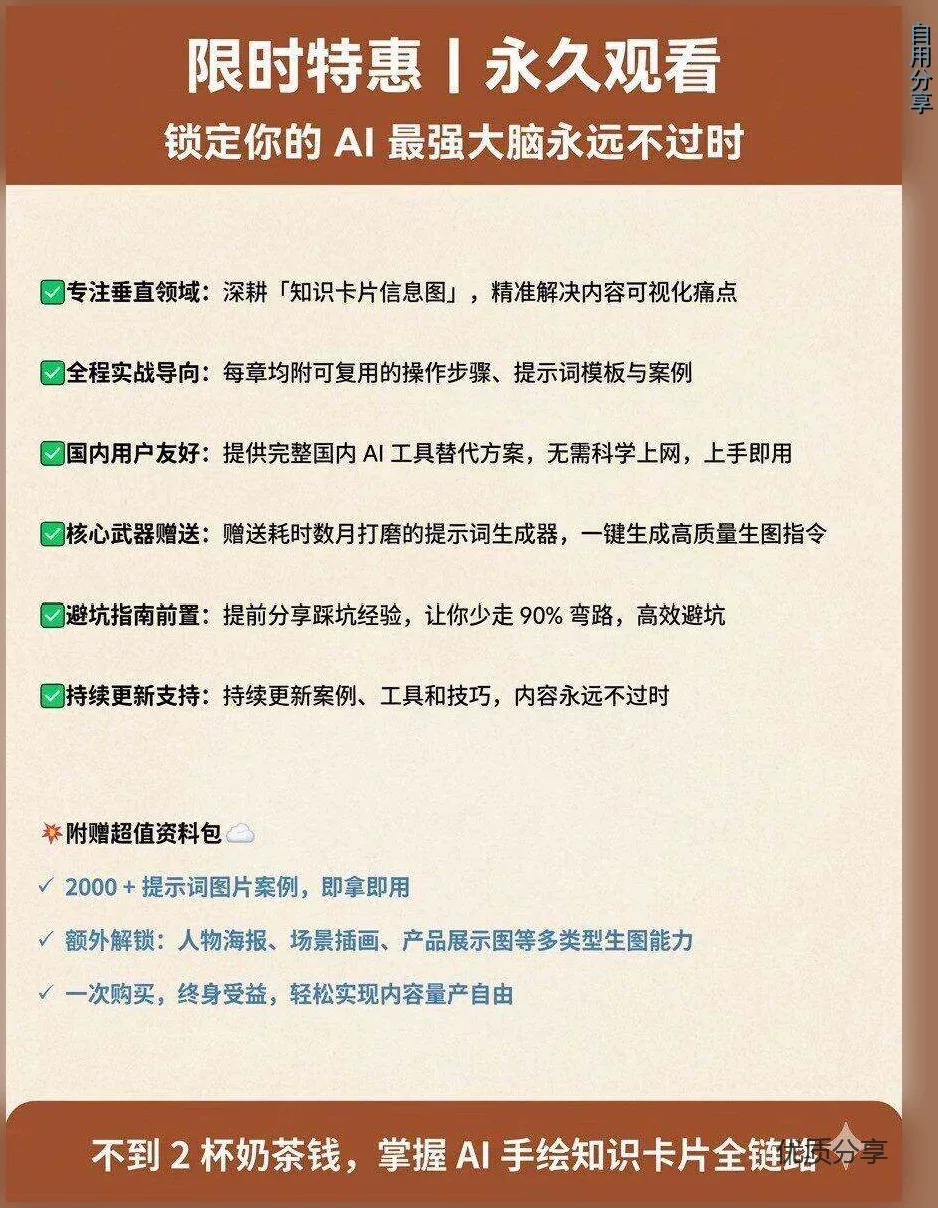 限时特惠丨永久观看
锁定你的 AI 最强大脑永远不过时
自用分享
✅专注垂直领域：深耕「知识卡片信息图」，精准解决内容可视化痛点
✅全程实战导向：每章均附可复用的操作步骤、提示词模板与案例
✅国内用户友好：提供完整国内 AI 工具替代方案，无需科学上网，上手即用
✅核心武器赠送：赠送耗时数月打磨的提示词生成器，一键生成高质量生图指令
✅避坑指南前置：提前分享踩坑经验，让你少走 90% 弯路，高效避坑
✅持续更新支持：持续更新案例、工具和技巧，内容永远不过时
💥附赠超值资料包☁️
✓ 2000 + 提示词图片案例，即拿即用
✓ 额外解锁：人物海报、场景插画、产品展示图等多类型生图能力
✓ 一次购买，终身受益，轻松实现内容量产自由
不到 2 杯奶茶钱，掌握 AI 手绘知识卡片全链路
优质分享